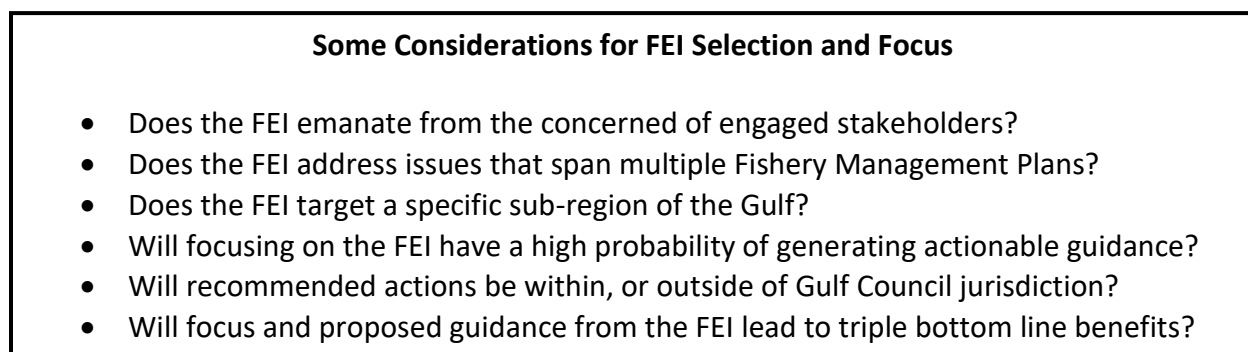 Some Considerations for FEI Selection and Focus
• Does the FEI emanate from the concerned of engaged stakeholders?
• Does the FEI address issues that span multiple Fishery Management Plans?
• Does the FEI target a specific sub-region of the Gulf?
• Will focusing on the FEI have a high probability of generating actionable guidance?
• Will recommended actions be within, or outside of Gulf Council jurisdiction?
• Will focus and proposed guidance from the FEI lead to triple bottom line benefits?